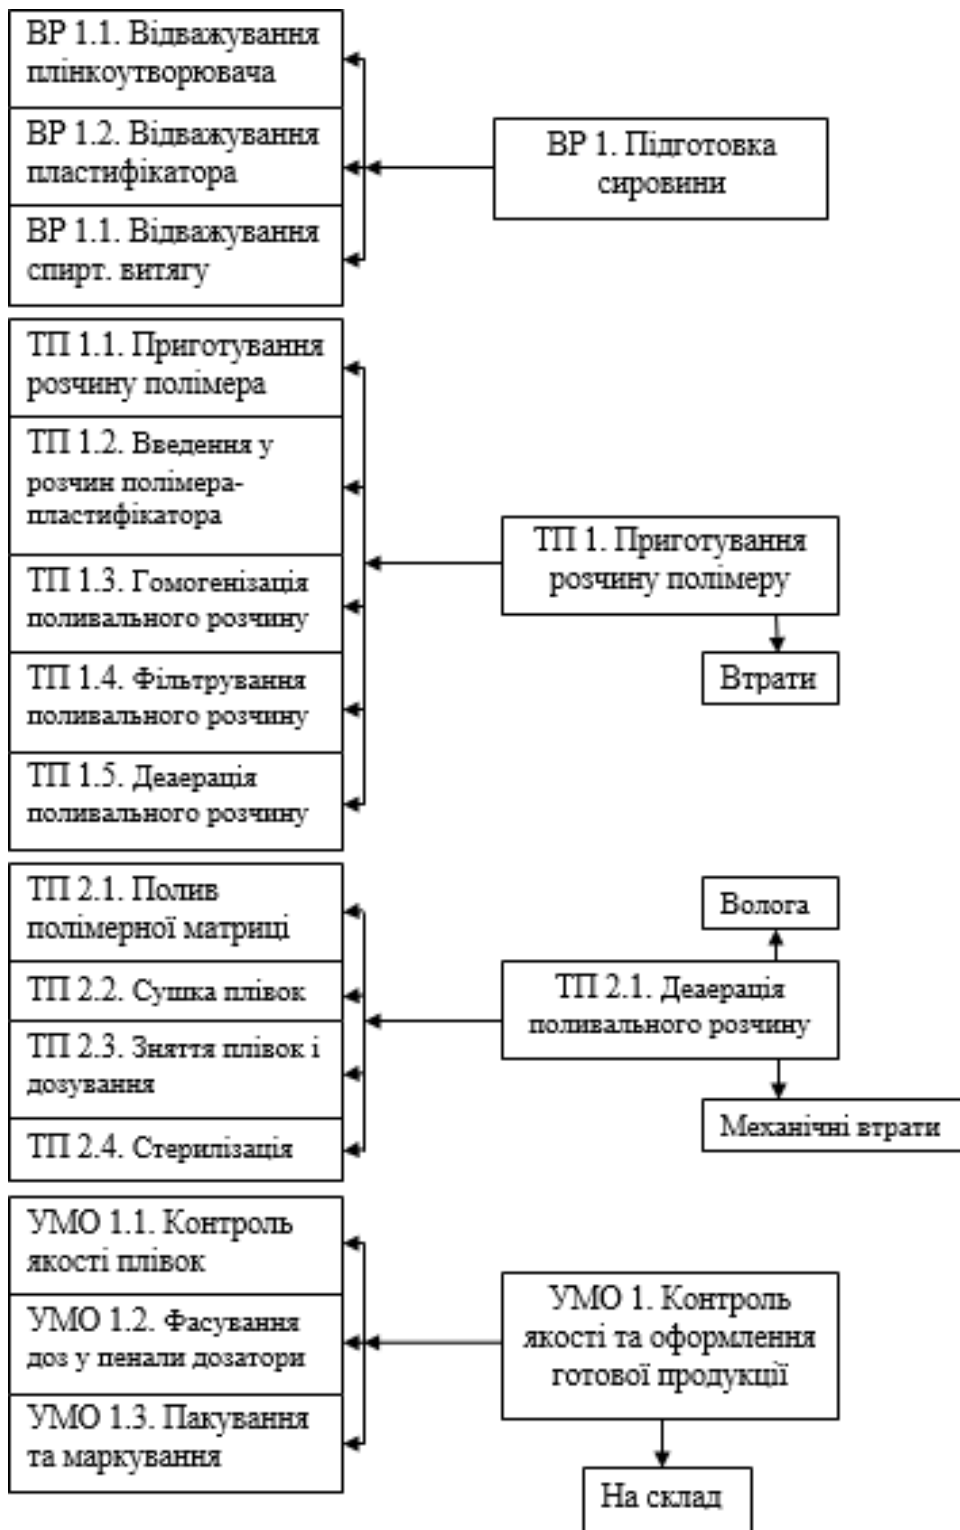 ВР 1.1. Відважування
плінкоутворювача
ВР 1.2. Відважування
пластифікатора
ВР 1.1. Відважування
спирт. витягу
ВР 1. Підготовка
сировини
ТП 1.1. Приготування
розчину полімера
ТП 1.2. Введення у
розчин полімера-
пластифікатора
ТП 1.3. Гомогенізація
поливального розчину
ТП 1.4. Фільтрування
поливального розчину
ТП 1.5. Деаерація
поливального розчину
ТП 1. Приготування
розчину полімеру
Втрати
ТП 2.1. Полив
полімерної матриці
ТП 2.2. Сушка плівок
ТП 2.3. Зняття плівок і
дозування
ТП 2.4. Стерилізація
Волога
ТП 2.1. Деаерація
поливального розчину
Механічні втрати
УМО 1.1. Контроль
якості плівок
УМО 1.2. Фасування
доз у пенали дозатори
УМО 1.3. Пакування
та маркування
УМО 1. Контроль
якості та оформлення
готової продукції
На склад